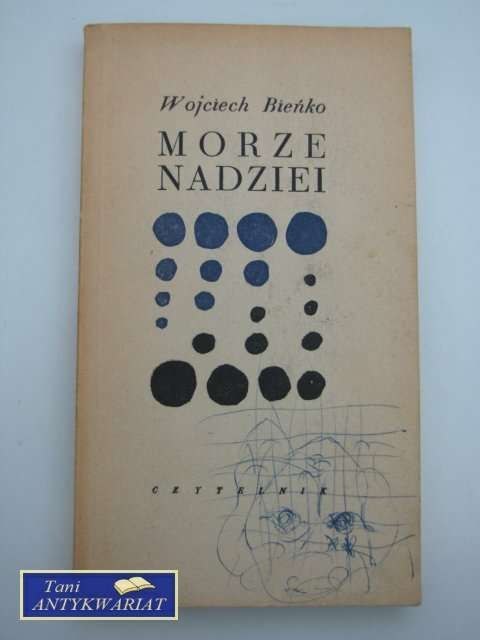 Wojciech Bieńko
MORZE
NADZIEI
CZYTELNIK
Tani
ANTYKWARIAT